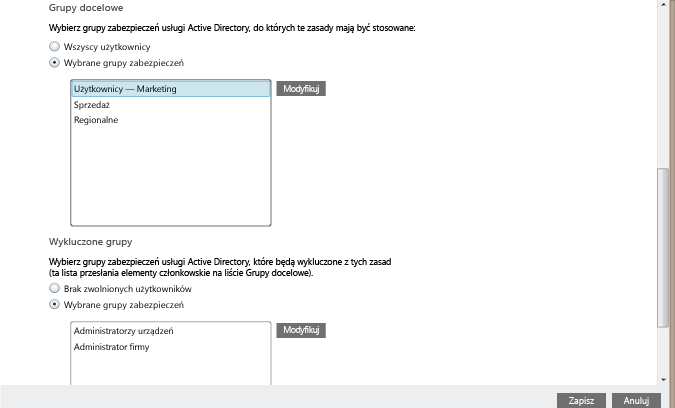 Grupy docelowe
Wybierz grupy zabezpieczeń usługi Active Directory, do których te zasady mają być stosowane:
Wszyscy użytkownicy
Wybrane grupy zabezpieczeń
Użytkownicy — Marketing
Modyfikuj
Sprzedaż
Regionalne
Wykluczone grupy
Wybierz grupy zabezpieczeń usługi Active Directory, które będą wykluczone z tych zasad
(ta lista przesłania elementy członkowskie na liście Grupy docelowe).
Brak zwolnionych użytkowników
Wybrane grupy zabezpieczeń
Administratorzy urządzeń
Modyfikuj
Administrator firmy
Zapisz
Anuluj